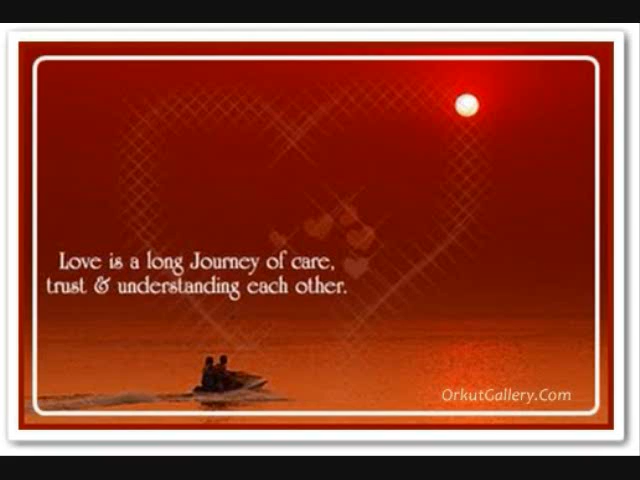 Love is a long Journey of care,
trust & understanding each other.
OrkutGallery.Com